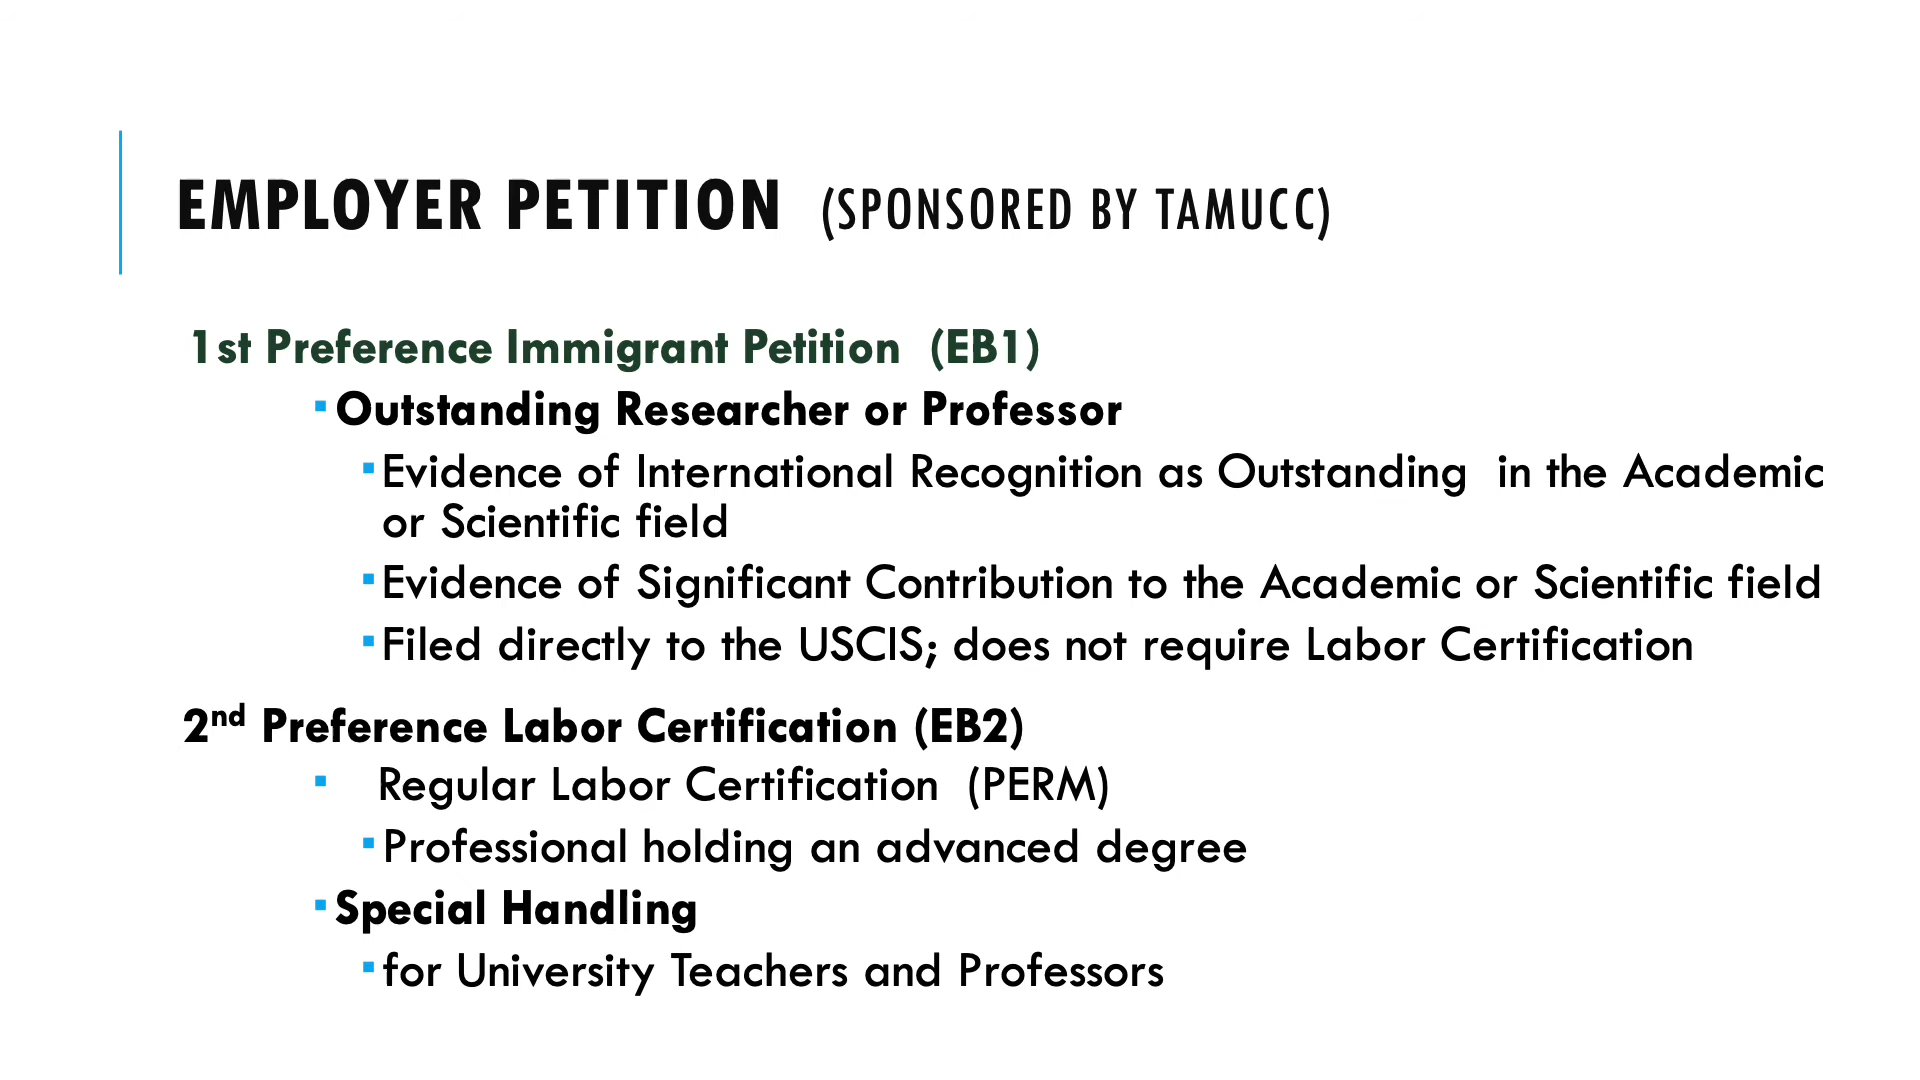 EMPLOYER PETITION (SPONSORED BY TAMUCC)
1st Preference Immigrant Petition (EB1)
▪ Outstanding Researcher or Professor
▪ Evidence of International Recognition as Outstanding in the Academic
or Scientific field
▪ Evidence of Significant Contribution to the Academic or Scientific field
▪ Filed directly to the USCIS; does not require Labor Certification
2nd Preference Labor Certification (EB2)
▪ Regular Labor Certification (PERM)
▪ Professional holding an advanced degree
▪ Special Handling
▪ for University Teachers and Professors